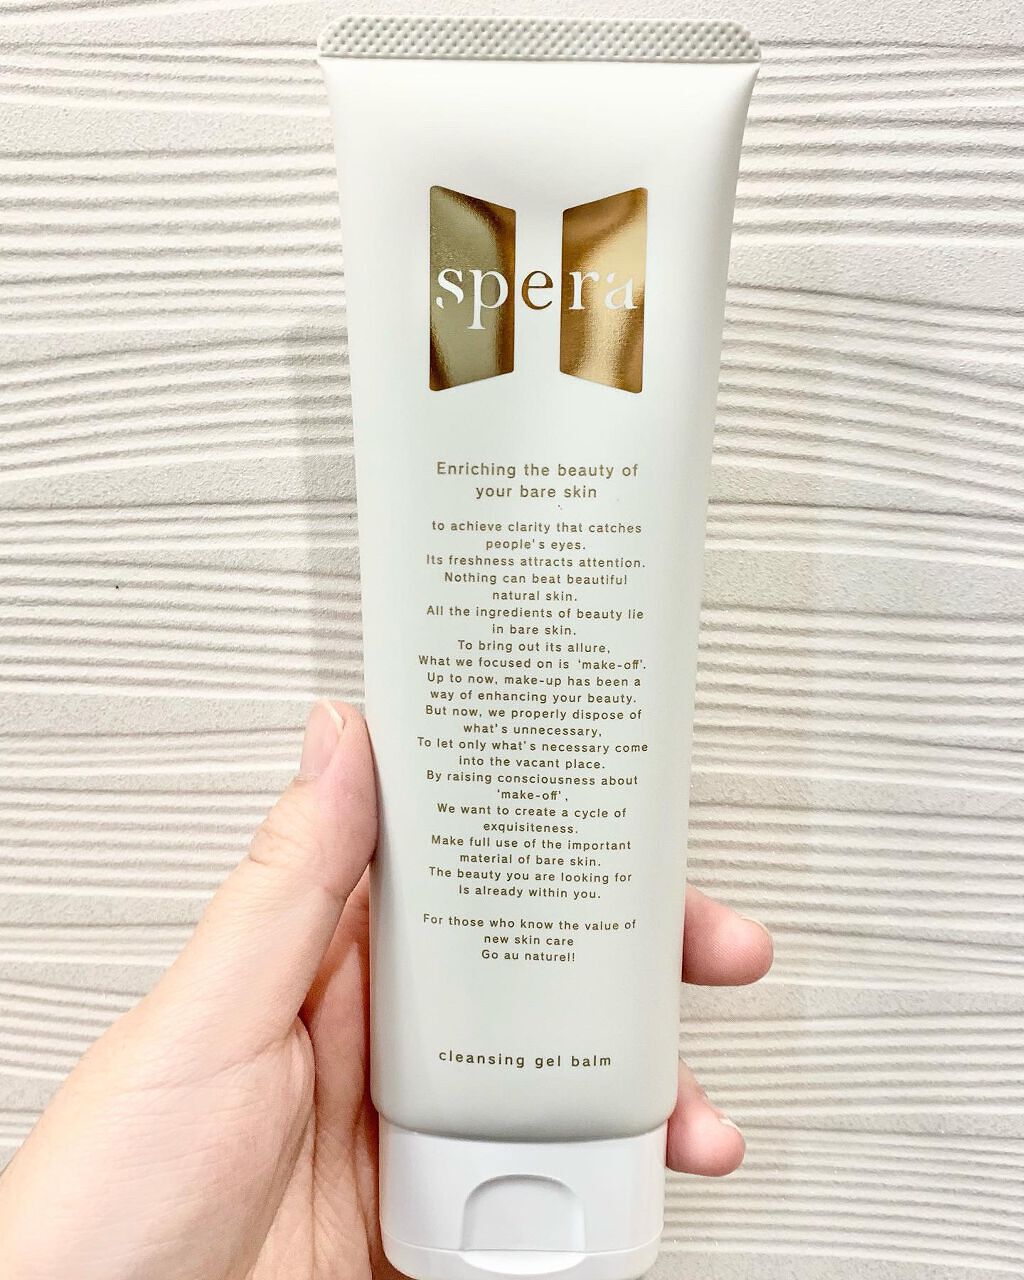 spera
Enriching the beauty of
your bare skin
to achieve clarity that catches
people's eyes.
Its freshness attracts attention.
Nothing can beat beautiful
natural skin.
All the ingredients of beauty lie
in bare skin.
To bring out its allure,
What we focused on is 'make-off'.
Up to now, make-up has been a
way of enhancing your beauty.
But now, we properly dispose of
what's unnecessary,
To let only what's necessary come
into the vacant place.
By raising consciousness about
'make-off',
We want to create a cycle of
exquisiteness.
Make full use of the important
material of bare skin.
The beauty you are looking for
Is already within you.
For those who know the value of
new skin care
Go au naturel!
cleansing gel balm